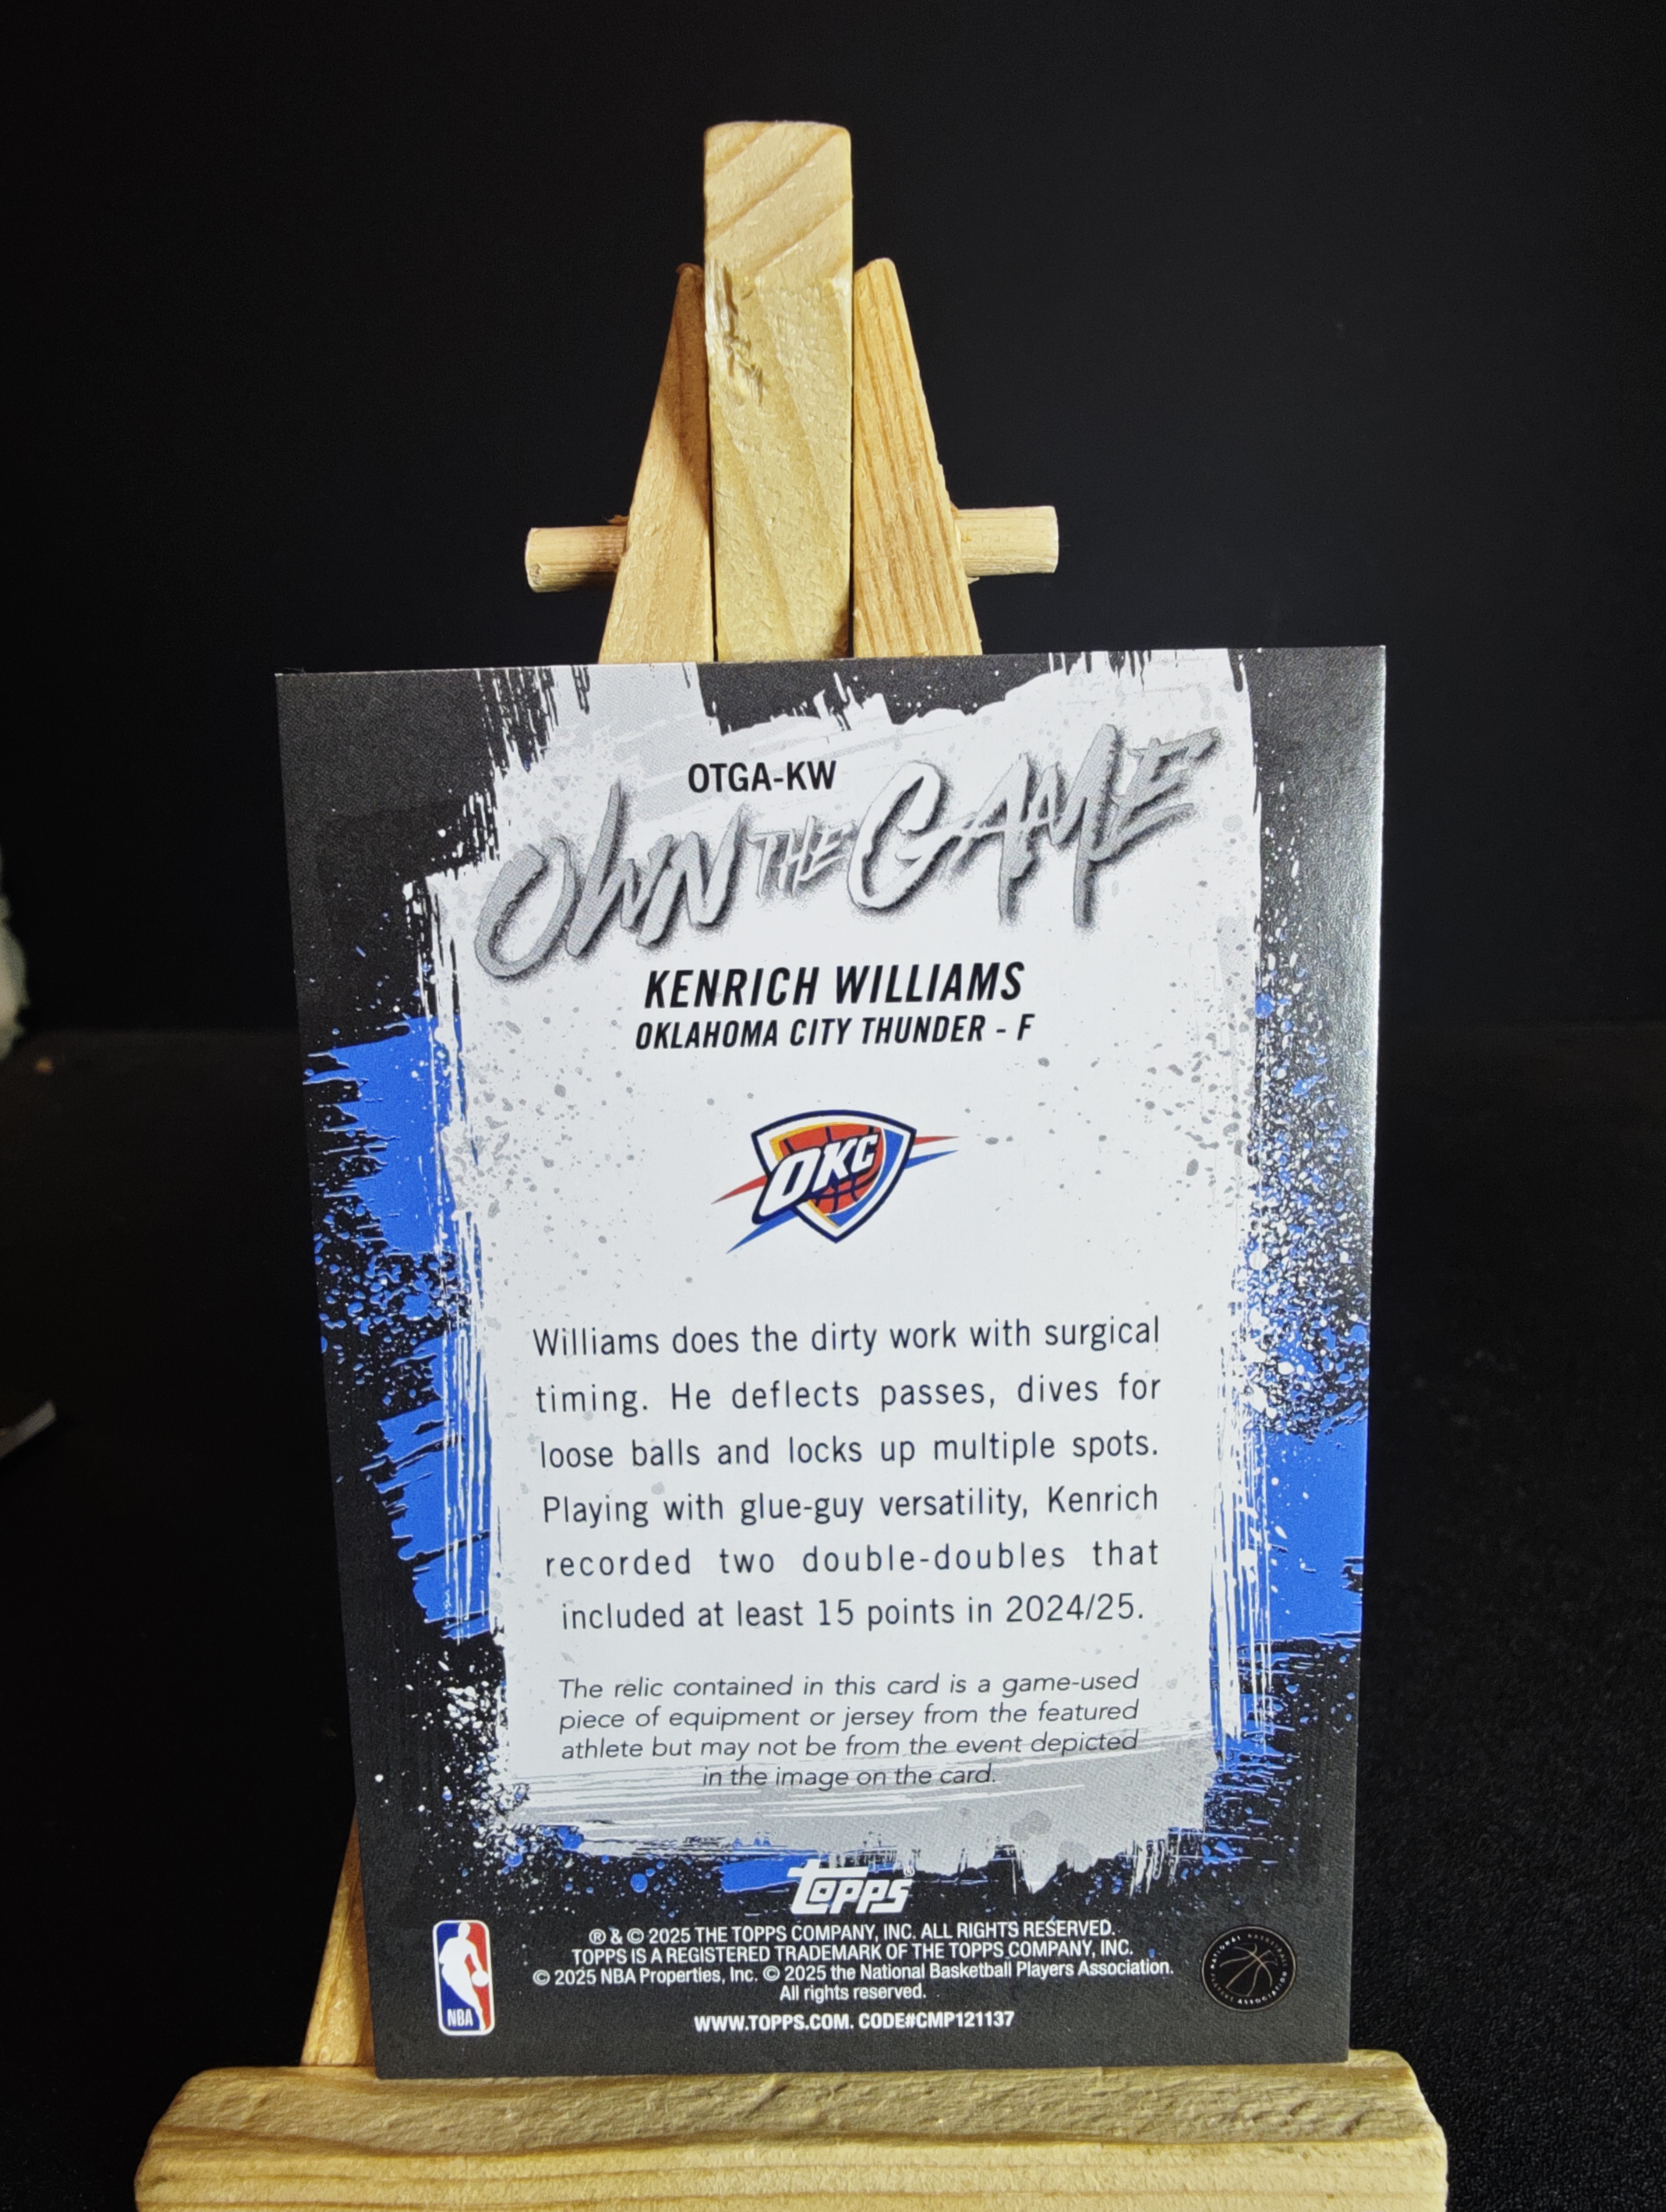 OTGA-KW
OWN THE GAME
KENRICH WILLIAMS
OKLAHOMA CITY THUNDER - F
OKC
Williams does the dirty work with surgical
timing. He deflects passes, dives for
loose balls and locks up multiple spots.
Playing with glue-guy versatility, Kenrich
recorded two double-doubles that
included at least 15 points in 2024/25.
The relic contained in this card is a game-used
piece of equipment or jersey from the featured
athlete but may not be from the event depicted
in the image on the card.
topps®
® & © 2025 THE TOPPS COMPANY, INC. ALL RIGHTS RESERVED.
TOPPS IS A REGISTERED TRADEMARK OF THE TOPPS COMPANY, INC.
© 2025 NBA Properties, Inc. © 2025 the National Basketball Players Association.
All rights reserved.
WWW.TOPPS.COM. CODE#CMP121137
NBA
NATIONAL BASKETBALL PLAYERS ASSOCIATION